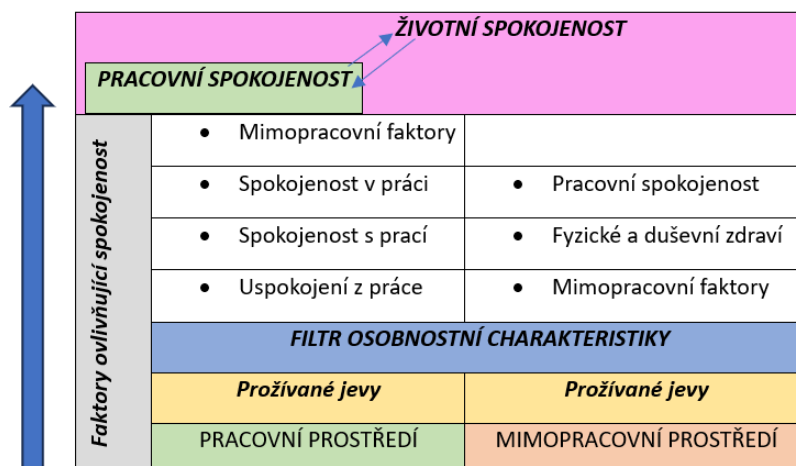 ŽIVOTNÍ SPOKOJENOST
PRACOVNÍ SPOKOJENOST
Faktory ovlivňující spokojenost
• Mimopracovní faktory
• Spokojenost v práci
• Pracovní spokojenost
• Spokojenost s prací
• Fyzické a duševní zdraví
• Uspokojení z práce
• Mimopracovní faktory
FILTR OSOBNOSTNÍ CHARAKTERISTIKY
Prožívané jevy
Prožívané jevy
PRACOVNÍ PROSTŘEDÍ
MIMOPRACOVNÍ PROSTŘEDÍ